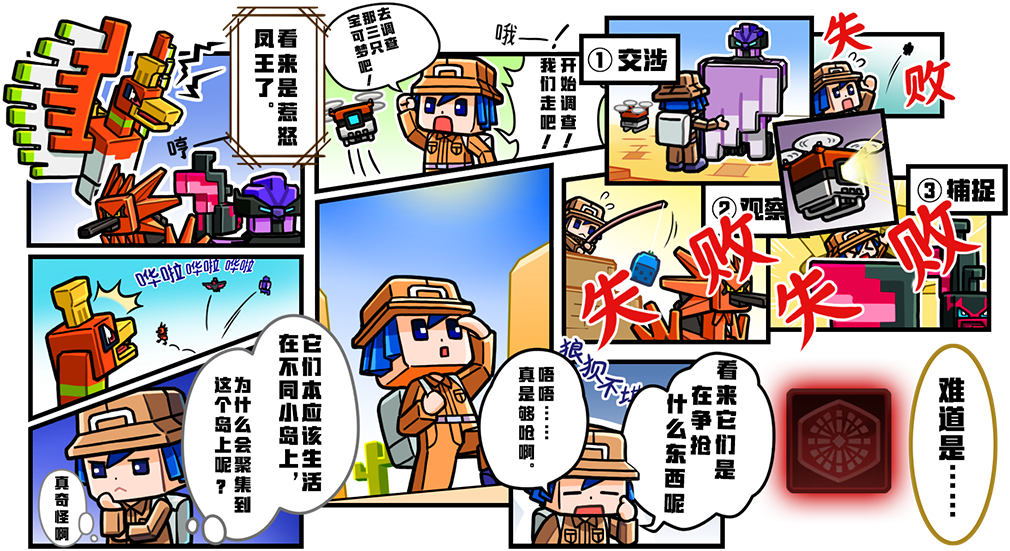 看来是惹怒
凤王了。
哼—
哗啦 哗啦 哗啦
它们本应该生活
在不同小岛上，
为什么会聚集到
这个岛上呢？
真奇怪啊
去调查
那三只
宝可梦吧！
哦—！
开始调查！
我们走吧！
① 交涉
失败
② 观察
失败
③ 捕捉
失败
狼狈不堪
唔唔……
真是够呛啊。
看来它们是
在争抢
什么东西呢
难道是……